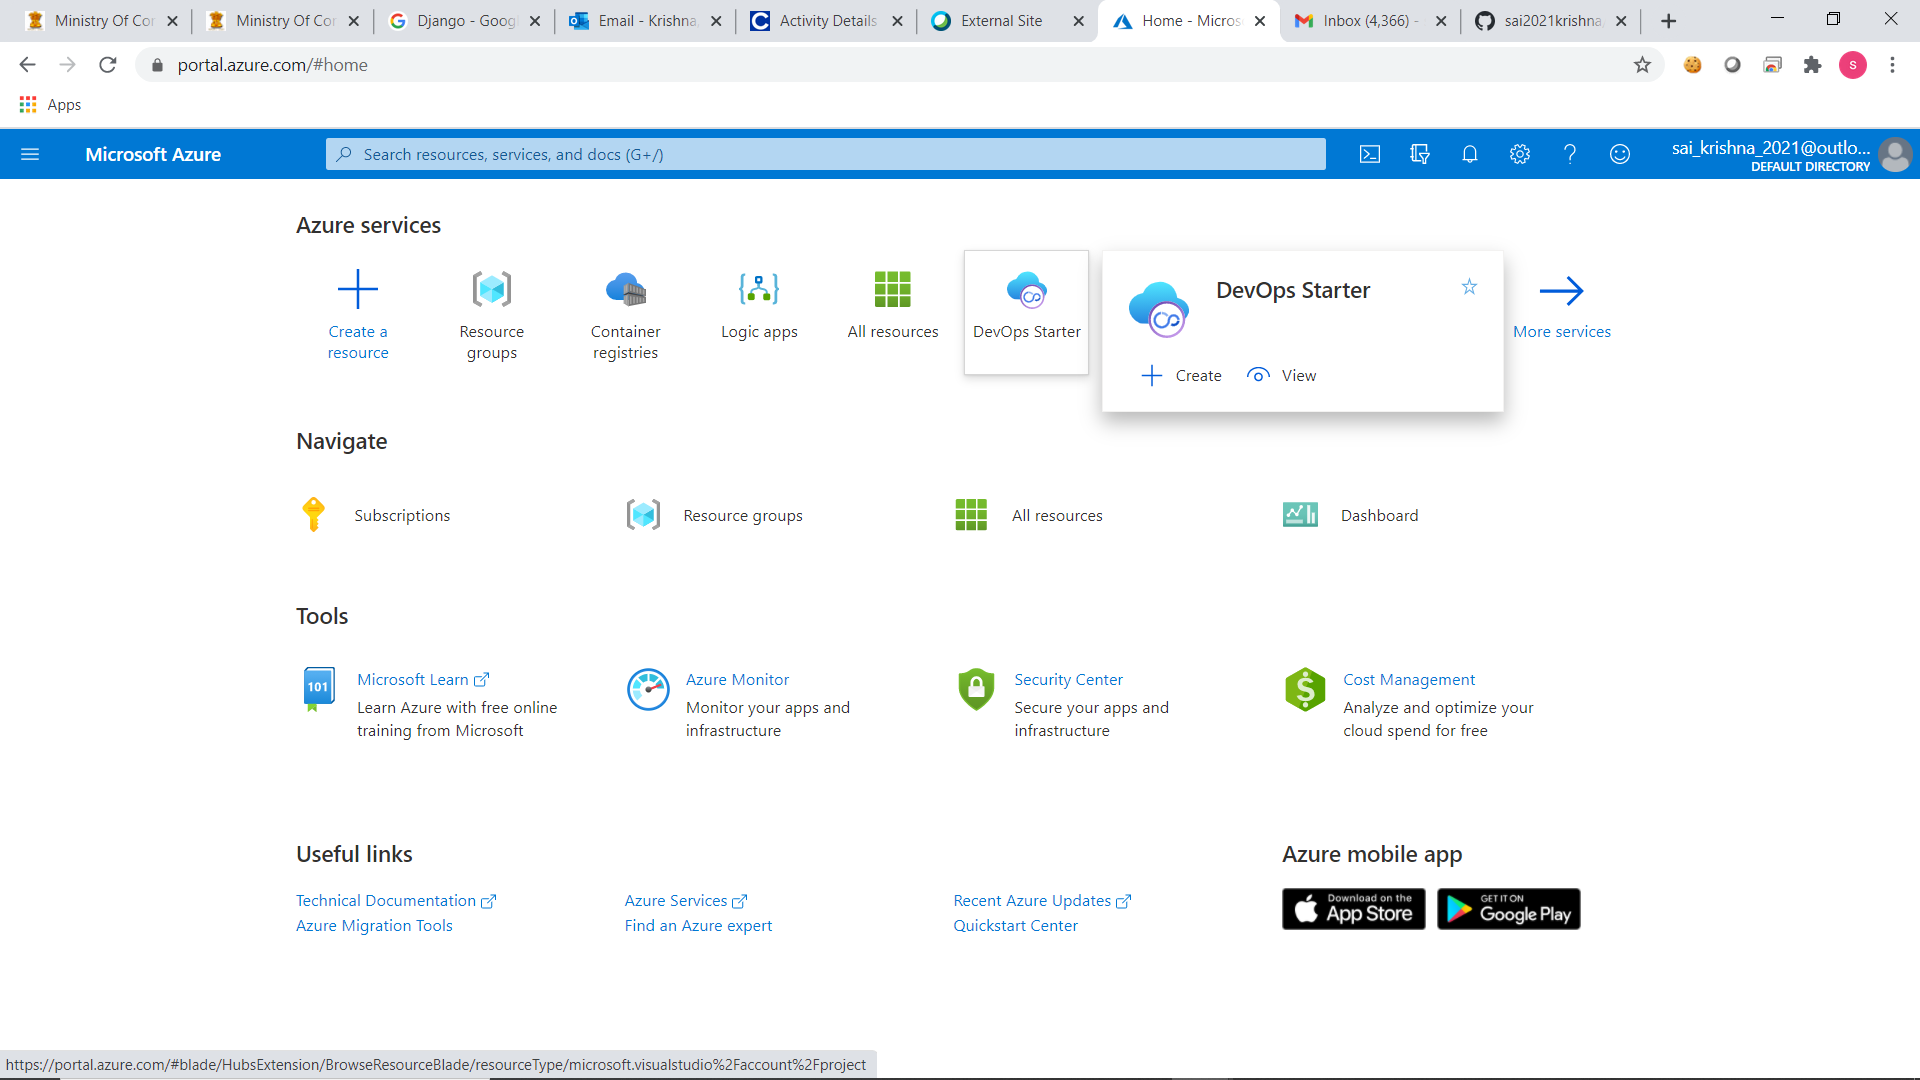 Ministry Of Cor
Ministry Of Cor
Django - Goog
Email - Krishna
Activity Details
External Site
Home - Micros
Inbox (4,366) -
sai2021krishna
portal.azure.com/#home
S
Apps
Microsoft Azure
Search resources, services, and docs (G+/)
sai_krishna_2021@outlo...
DEFAULT DIRECTORY
Azure services
Create a
resource
Resource
groups
Container
registries
Logic apps
All resources
DevOps Starter
DevOps Starter
Create
View
More services
Navigate
Subscriptions
Resource groups
All resources
Dashboard
Tools
101
Microsoft Learn
Learn Azure with free online
training from Microsoft
Azure Monitor
Monitor your apps and
infrastructure
Security Center
Secure your apps and
infrastructure
Cost Management
Analyze and optimize your
cloud spend for free
Useful links
Technical Documentation
Azure Migration Tools
Azure Services
Find an Azure expert
Recent Azure Updates
Quickstart Center
Azure mobile app
Download on the
App Store
GET IT ON
Google Play
https://portal.azure.com/#blade/HubsExtension/BrowseResourceBlade/resourceType/microsoft.visualstudio%2Faccount%2Fproject